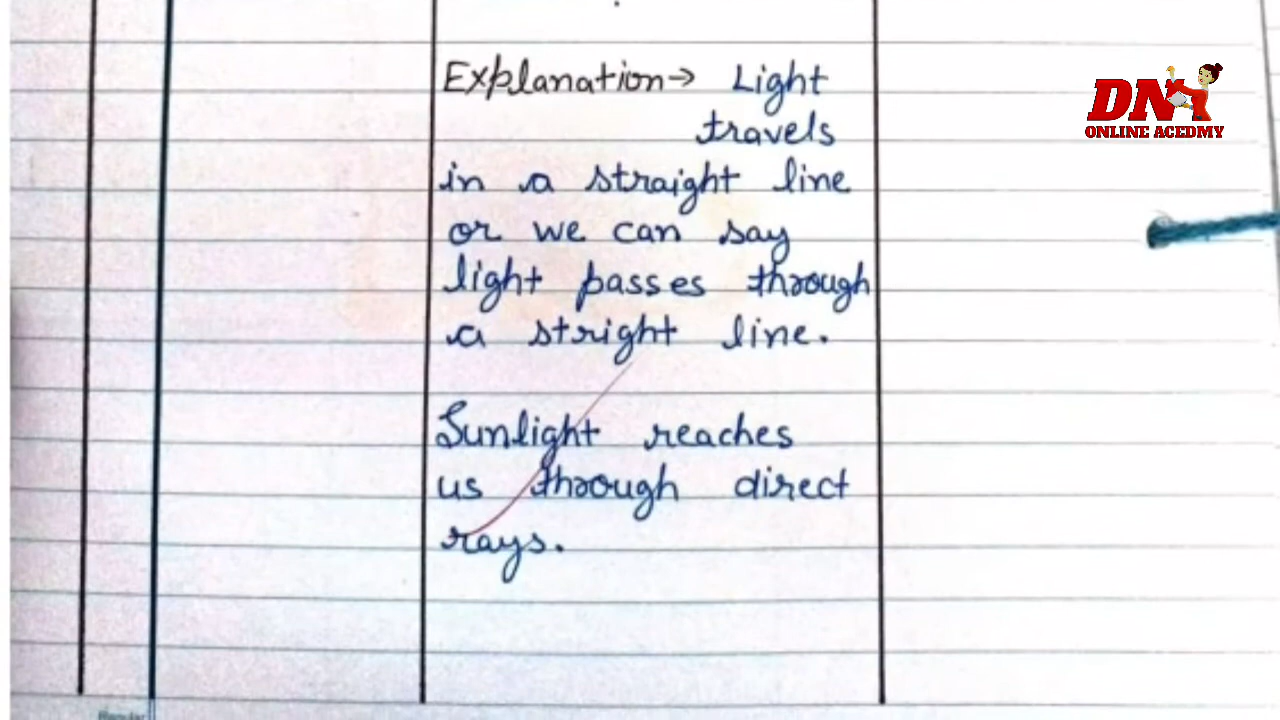 Explanation→ Light
travels
in a straight line
or we can say
light passes through
a stright line.
Sunlight reaches
us through direct
rays.
DNY
ONLINE ACEDMY